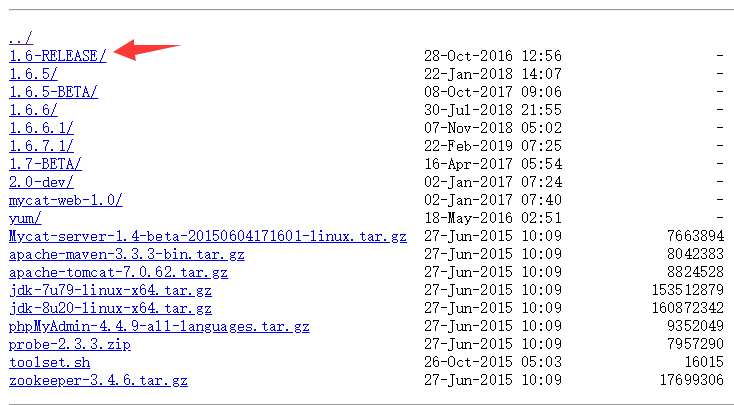 ../
1.6-RELEASE/ 28-Oct-2016 12:56 -
1.6.5/ 22-Jan-2018 14:07 -
1.6.5-BETA/ 08-Oct-2017 09:06 -
1.6.6/ 30-Jul-2018 21:55 -
1.6.6.1/ 07-Nov-2018 05:02 -
1.6.7.1/ 22-Feb-2019 07:25 -
1.7-BETA/ 16-Apr-2017 05:54 -
2.0-dev/ 02-Jan-2017 07:24 -
mycat-web-1.0/ 02-Jan-2017 07:40 -
yum/ 18-May-2016 02:51 -
Mycat-server-1.4-beta-20150604171601-linux.tar.gz 27-Jun-2015 10:09 7663894
apache-maven-3.3.3-bin.tar.gz 27-Jun-2015 10:09 8042383
apache-tomcat-7.0.62.tar.gz 27-Jun-2015 10:09 8824528
jdk-7u79-linux-x64.tar.gz 27-Jun-2015 10:09 153512879
jdk-8u20-linux-x64.tar.gz 27-Jun-2015 10:09 160872342
phpMyAdmin-4.4.9-all-languages.tar.gz 27-Jun-2015 10:09 9352049
probe-2.3.3.zip 27-Jun-2015 10:09 7957290
toolset.sh 26-Oct-2015 05:03 16015
zookeeper-3.4.6.tar.gz 27-Jun-2015 10:09 17699306